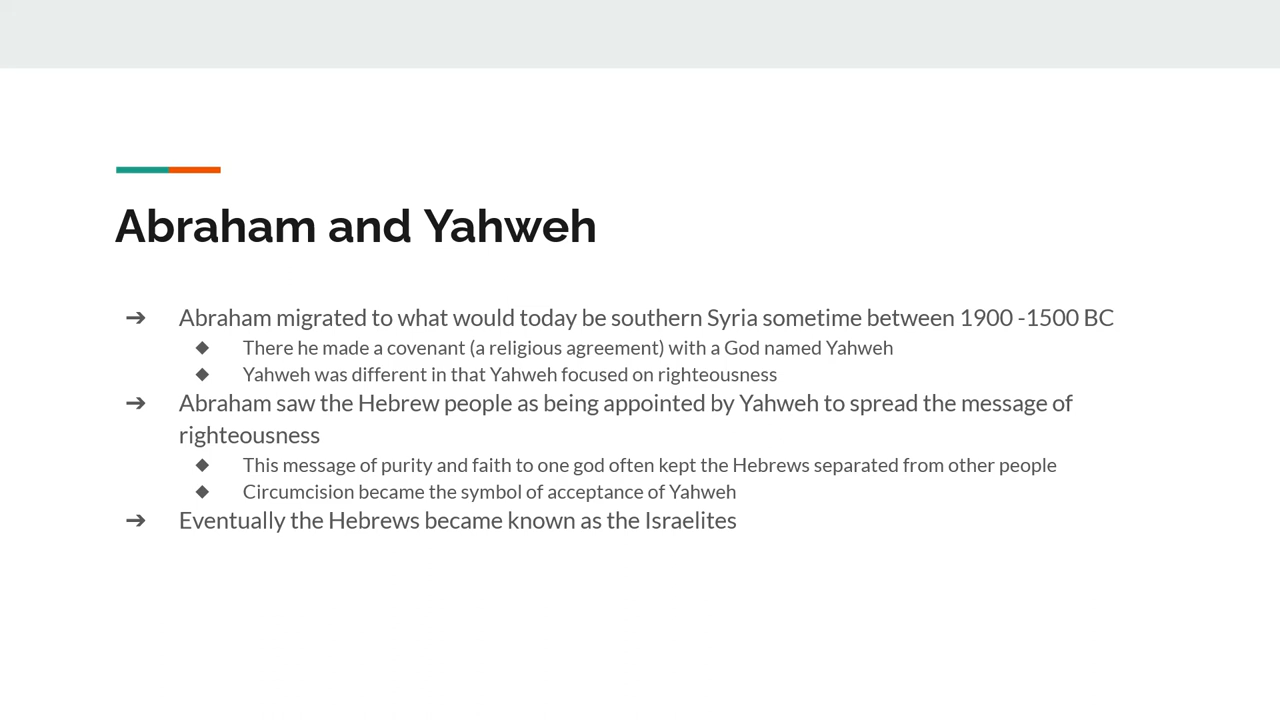 Abraham and Yahweh
➔ Abraham migrated to what would today be southern Syria sometime between 1900 -1500 BC
◆ There he made a covenant (a religious agreement) with a God named Yahweh
◆ Yahweh was different in that Yahweh focused on righteousness
➔ Abraham saw the Hebrew people as being appointed by Yahweh to spread the message of
righteousness
◆ This message of purity and faith to one god often kept the Hebrews separated from other people
◆ Circumcision became the symbol of acceptance of Yahweh
➔ Eventually the Hebrews became known as the Israelites